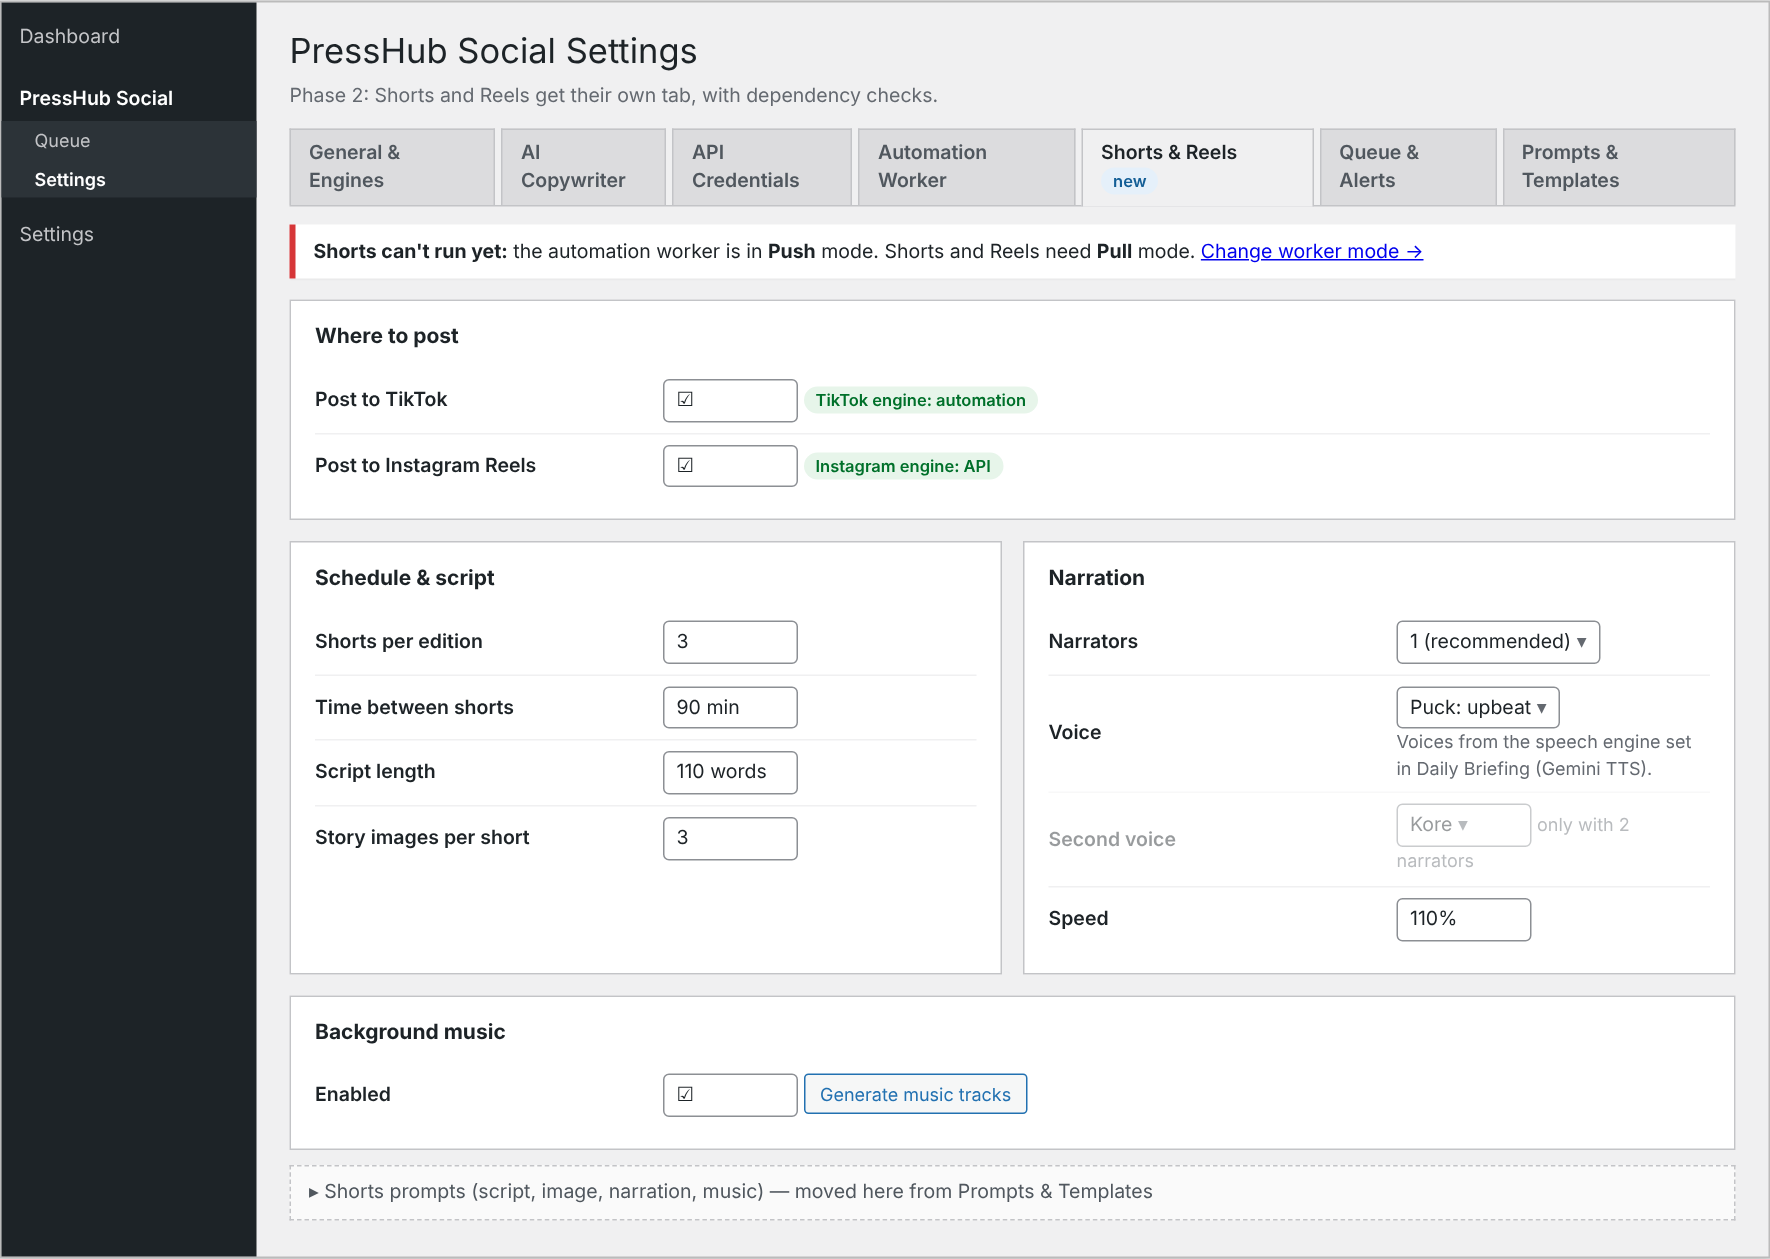 Dashboard
PressHub Social
Queue
Settings
Settings
PressHub Social Settings
Phase 2: Shorts and Reels get their own tab, with dependency checks.
General &
Engines
AI
Copywriter
API
Credentials
Automation
Worker
Shorts & Reels
new
Queue &
Alerts
Prompts &
Templates
Shorts can't run yet: the automation worker is in Push mode. Shorts and Reels need Pull mode. Change worker mode →
Where to post
Post to TikTok ☑ TikTok engine: automation
Post to Instagram Reels ☑ Instagram engine: API
Schedule & script
Shorts per edition 3
Time between shorts 90 min
Script length 110 words
Story images per short 3
Narration
Narrators 1 (recommended) ▾
Voice Puck: upbeat ▾
Voices from the speech engine set
in Daily Briefing (Gemini TTS).
Second voice Kore ▾ only with 2
narrators
Speed 110%
Background music
Enabled ☑ Generate music tracks
▸ Shorts prompts (script, image, narration, music) — moved here from Prompts & Templates